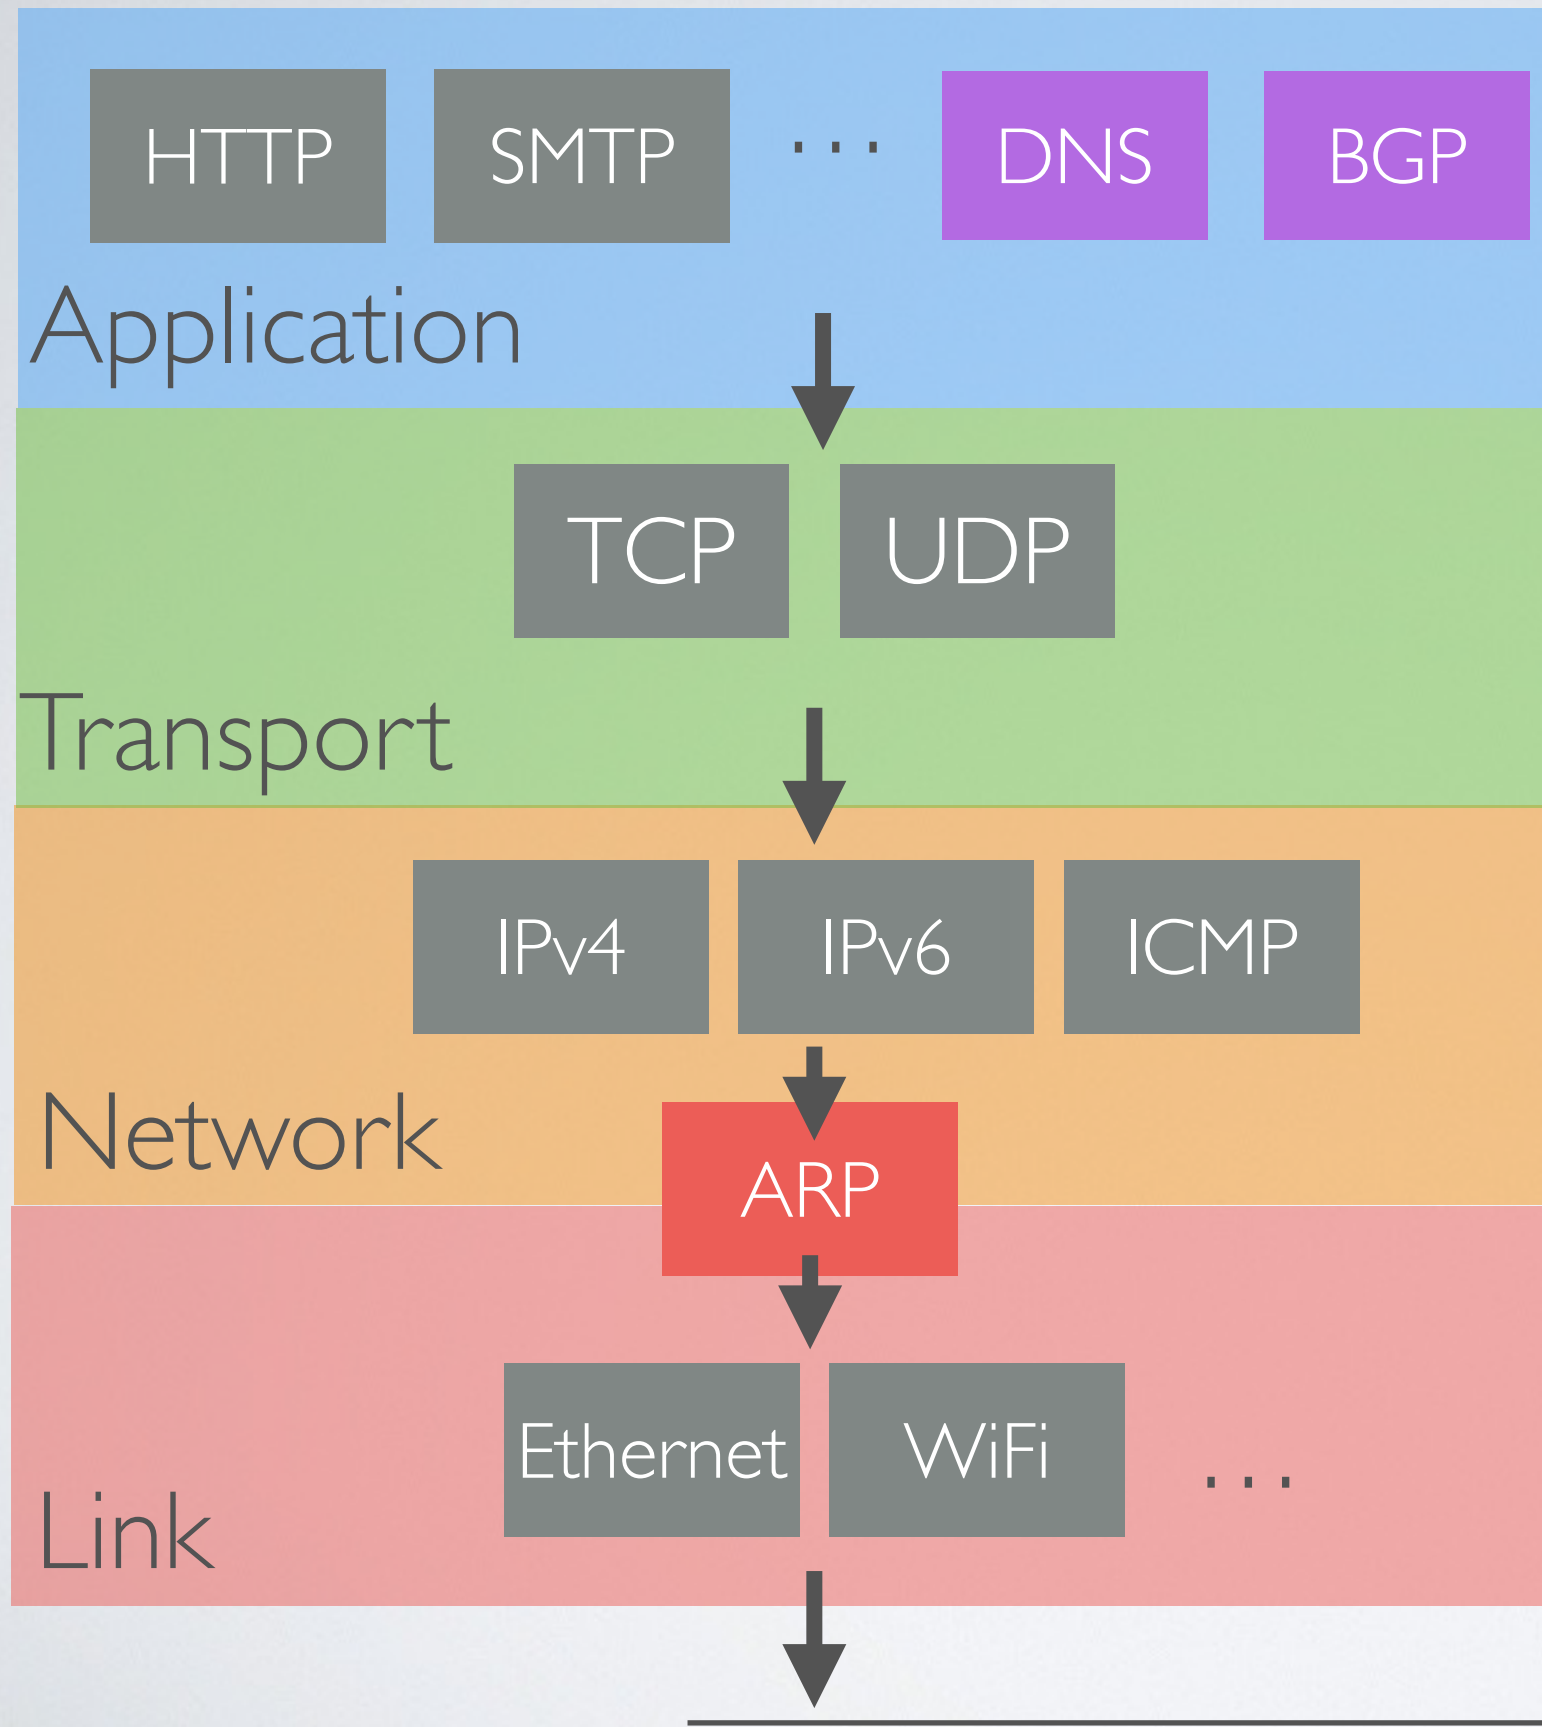 HTTP SMTP ... DNS BGP
Application
TCP UDP
Transport
IPv4 IPv6 ICMP
Network
ARP
Ethernet WiFi ...
Link